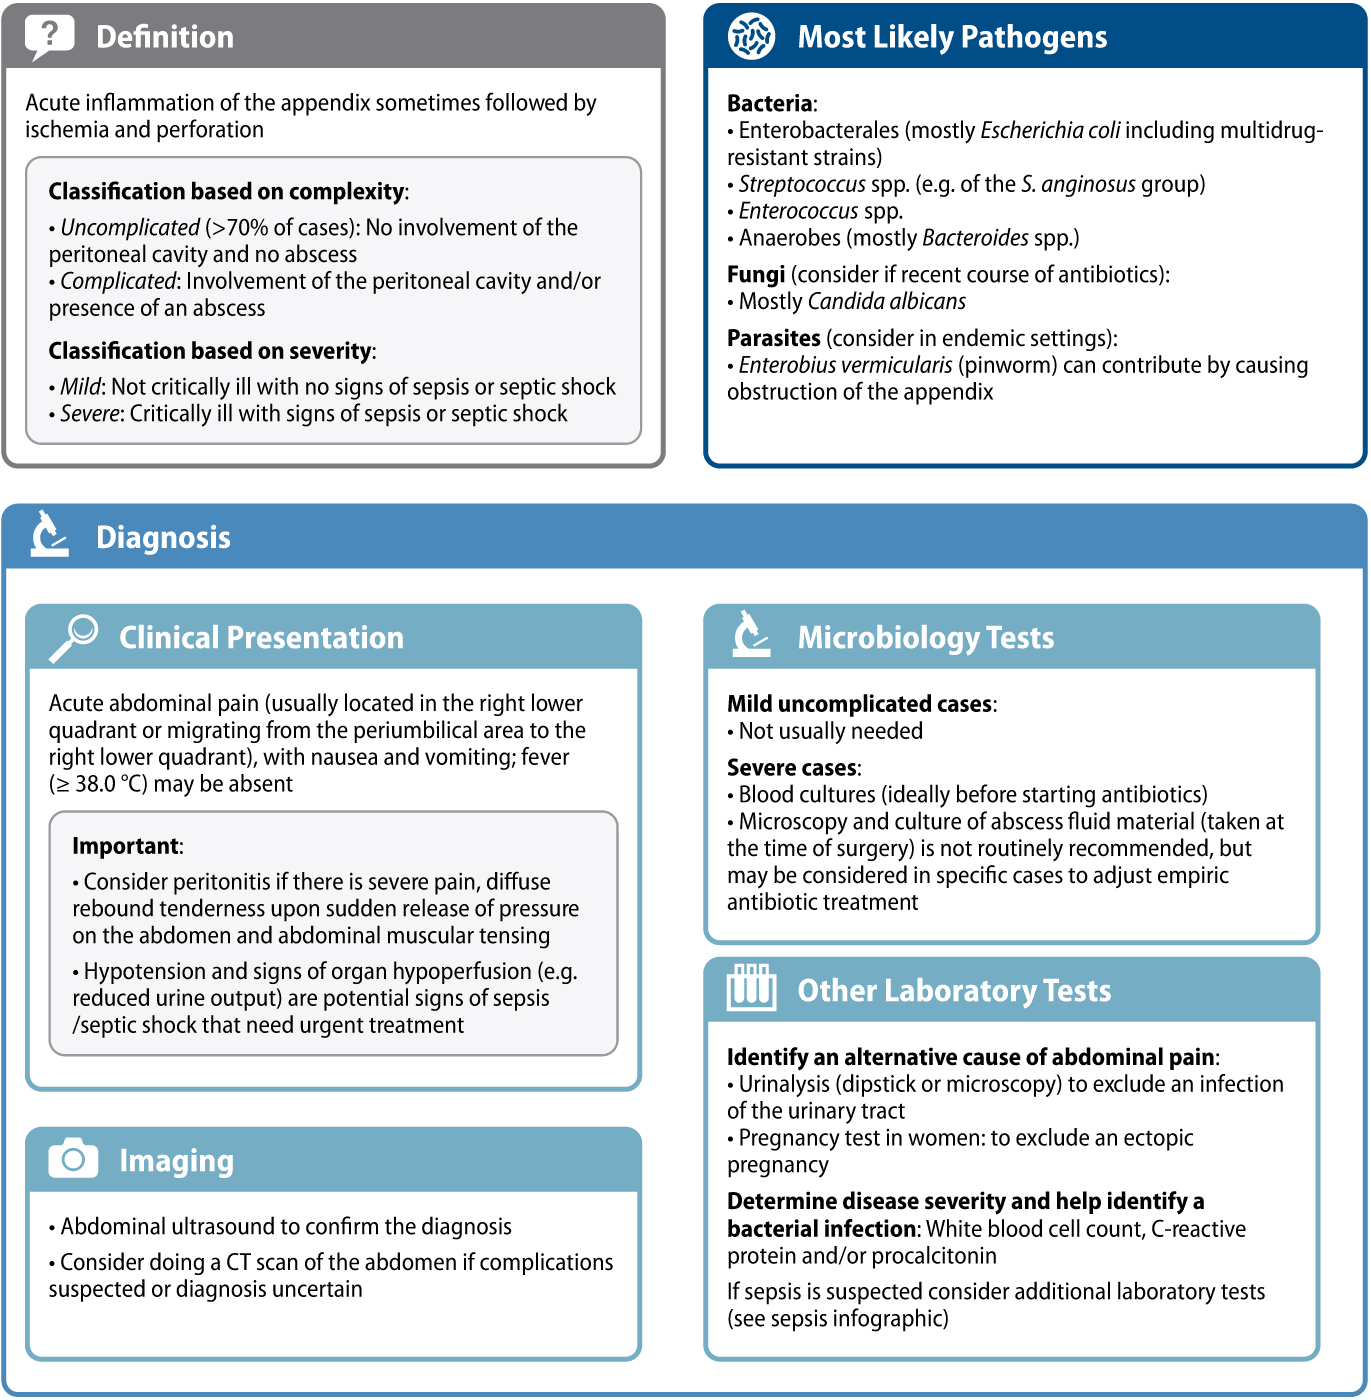 Definition
Acute inflammation of the appendix sometimes followed by
ischemia and perforation
Classification based on complexity:
• Uncomplicated (>70% of cases): No involvement of the
peritoneal cavity and no abscess
• Complicated: Involvement of the peritoneal cavity and/or
presence of an abscess
Classification based on severity:
• Mild: Not critically ill with no signs of sepsis or septic shock
• Severe: Critically ill with signs of sepsis or septic shock
Most Likely Pathogens
Bacteria:
• Enterobacterales (mostly Escherichia coli including multidrug-
resistant strains)
• Streptococcus spp. (e.g. of the S. anginosus group)
• Enterococcus spp.
• Anaerobes (mostly Bacteroides spp.)
Fungi (consider if recent course of antibiotics):
• Mostly Candida albicans
Parasites (consider in endemic settings):
• Enterobius vermicularis (pinworm) can contribute by causing
obstruction of the appendix
Diagnosis
Clinical Presentation
Acute abdominal pain (usually located in the right lower
quadrant or migrating from the periumbilical area to the
right lower quadrant), with nausea and vomiting; fever
(≥ 38.0 °C) may be absent
Important:
• Consider peritonitis if there is severe pain, diffuse
rebound tenderness upon sudden release of pressure
on the abdomen and abdominal muscular tensing
• Hypotension and signs of organ hypoperfusion (e.g.
reduced urine output) are potential signs of sepsis
/septic shock that need urgent treatment
Imaging
• Abdominal ultrasound to confirm the diagnosis
• Consider doing a CT scan of the abdomen if complications
suspected or diagnosis uncertain
Microbiology Tests
Mild uncomplicated cases:
• Not usually needed
Severe cases:
• Blood cultures (ideally before starting antibiotics)
• Microscopy and culture of abscess fluid material (taken at
the time of surgery) is not routinely recommended, but
may be considered in specific cases to adjust empiric
antibiotic treatment
Other Laboratory Tests
Identify an alternative cause of abdominal pain:
• Urinalysis (dipstick or microscopy) to exclude an infection
of the urinary tract
• Pregnancy test in women: to exclude an ectopic
pregnancy
Determine disease severity and help identify a
bacterial infection: White blood cell count, C-reactive
protein and/or procalcitonin
If sepsis is suspected consider additional laboratory tests
(see sepsis infographic)